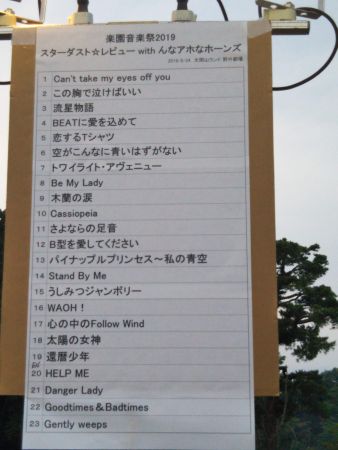 楽園音楽祭2019
スターダスト☆レビュー with んなアホなホーンズ
1 Can't take my eyes off you
2 この胸で泣けばいい
3 流星物語
4 BEATに愛を込めて
5 恋するTシャツ
6 空がこんなに青いはずがない
7 トワイライト・アヴェニュー
8 Be My Lady
9 木蘭の涙
10 Cassiopeia
11 さよならの足音
12 B型を愛してください
13 パイナップルプリンセス〜私の青空
14 Stand By Me
15 うしみつジャンボリー
16 WAOH！
17 心の中のFollow Wind
18 太陽の女神
19 還暦少年
20 HELP ME
21 Danger Lady
22 Goodtimes＆Badtimes
23 Gently weeps